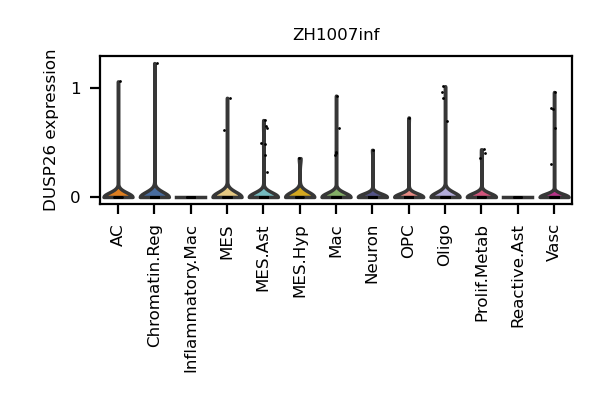 ZH1007inf
DUSP26 expression
1
0
AC
Chromatin.Reg
Inflammatory.Mac
MES
MES.Ast
MES.Hyp
Mac
Neuron
OPC
Oligo
Prolif.Metab
Reactive.Ast
Vasc